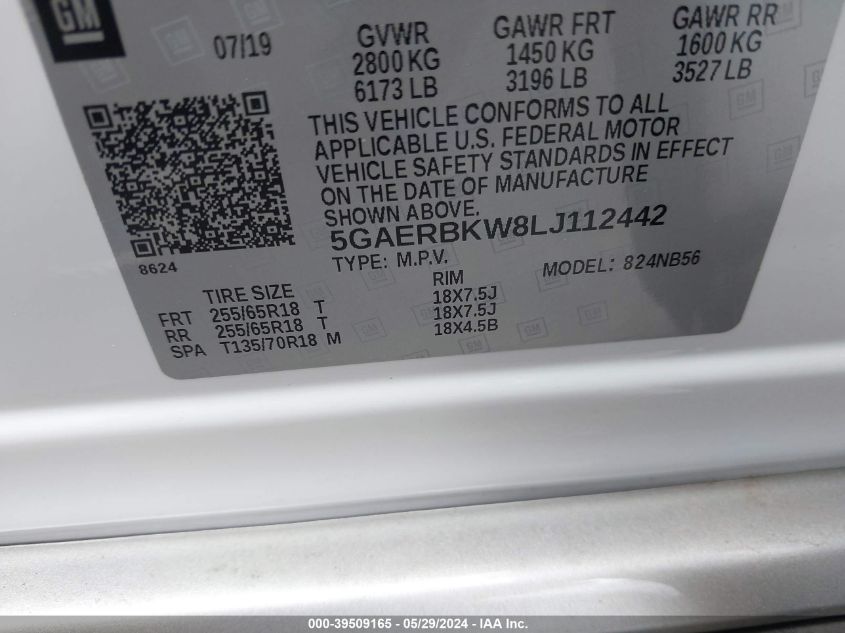 GM
07/19
GVWR
2800 KG
6173 LB
GAWR FRT
1450 KG
3196 LB
GAWR RR
1600 KG
3527 LB
THIS VEHICLE CONFORMS TO ALL
APPLICABLE U.S. FEDERAL MOTOR
VEHICLE SAFETY STANDARDS IN EFFECT
ON THE DATE OF MANUFACTURE
SHOWN ABOVE.
5GAERBKW8LJ112442
8624
TYPE: M.P.V. MODEL: 824NB56
TIRE SIZE RIM
FRT 255/65R18 T 18X7.5J
RR 255/65R18 T 18X7.5J
SPA T135/70R18 M 18X4.5B
000-39509165 - 05/29/2024 - IAA Inc.